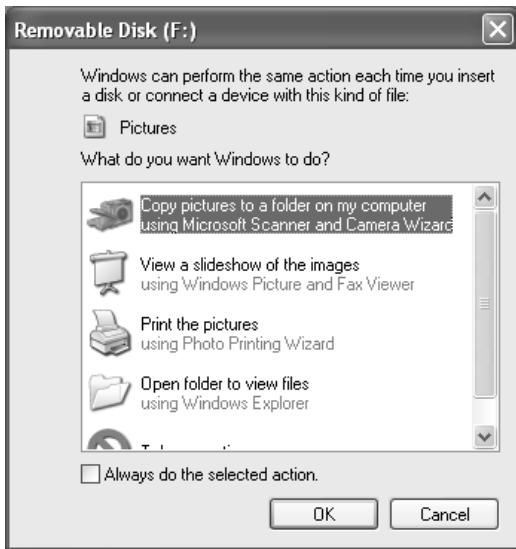 Removable Disk (F:)
Windows can perform the same action each time you insert
a disk or connect a device with this kind of file:
Pictures
What do you want Windows to do?
Copy pictures to a folder on my computer
using Microsoft Scanner and Camera Wizard
View a slideshow of the images
using Windows Picture and Fax Viewer
Print the pictures
using Photo Printing Wizard
Open folder to view files
using Windows Explorer
Always do the selected action.
OK
Cancel